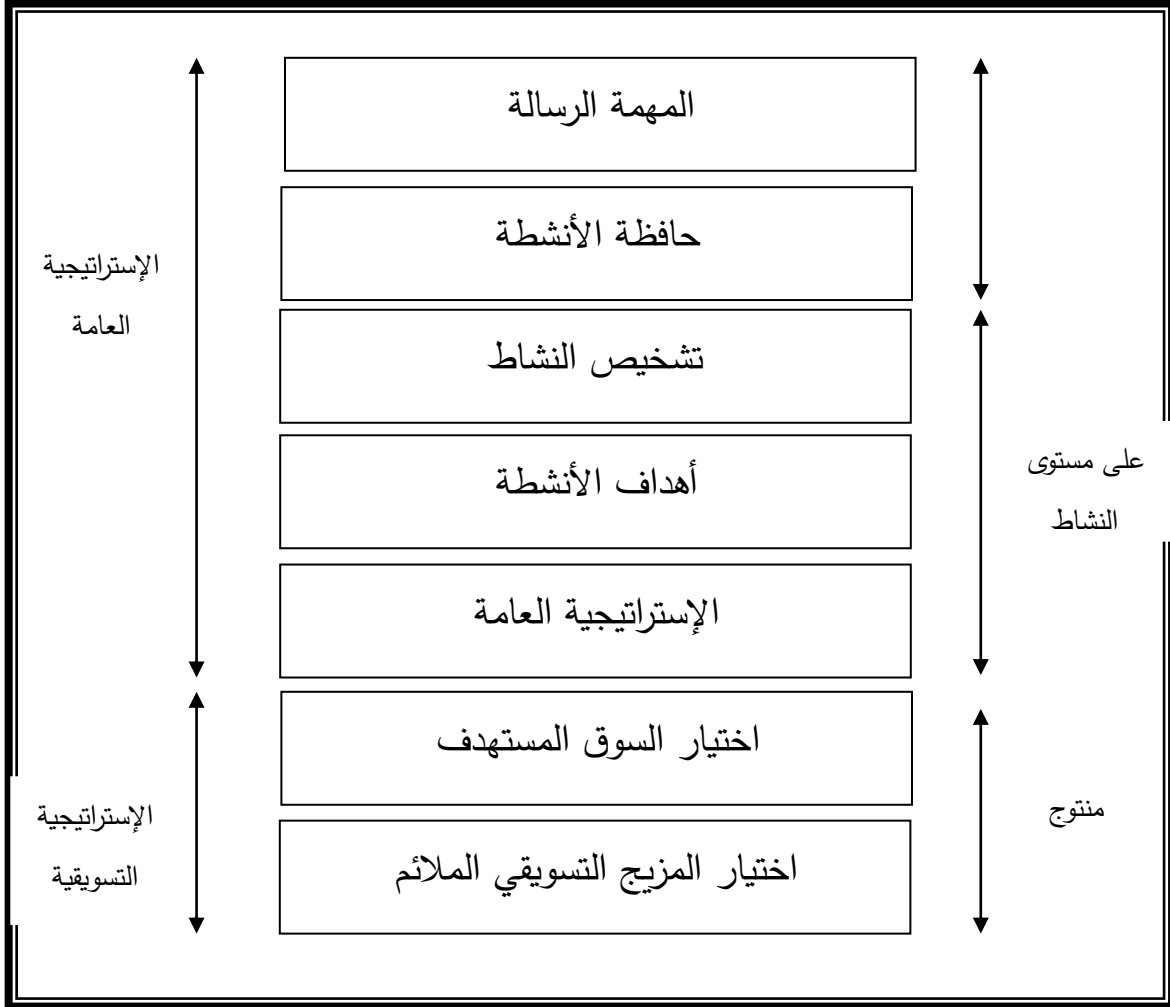 المهمة الرسالة
حافظة الأنشطة
الإستراتيجية
العامة
تشخيص النشاط
أهداف الأنشطة
على مستوى
النشاط
الإستراتيجية العامة
اختيار السوق المستهدف
منتوج
الإستراتيجية
التسويقية
اختيار المزيج التسويقي الملائم